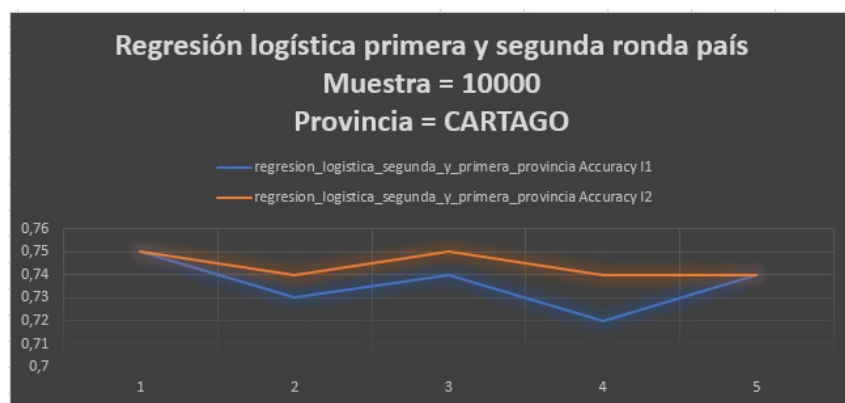 Regresión logística primera y segunda ronda país
Muestra = 10000
Provincia = CARTAGO
regresion_logistica_segunda_y_primera_provincia Accuracy l1
regresion_logistica_segunda_y_primera_provincia Accuracy l2
0,76
0,75
0,74
0,73
0,72
0,71
0,7
1 2 3 4 5